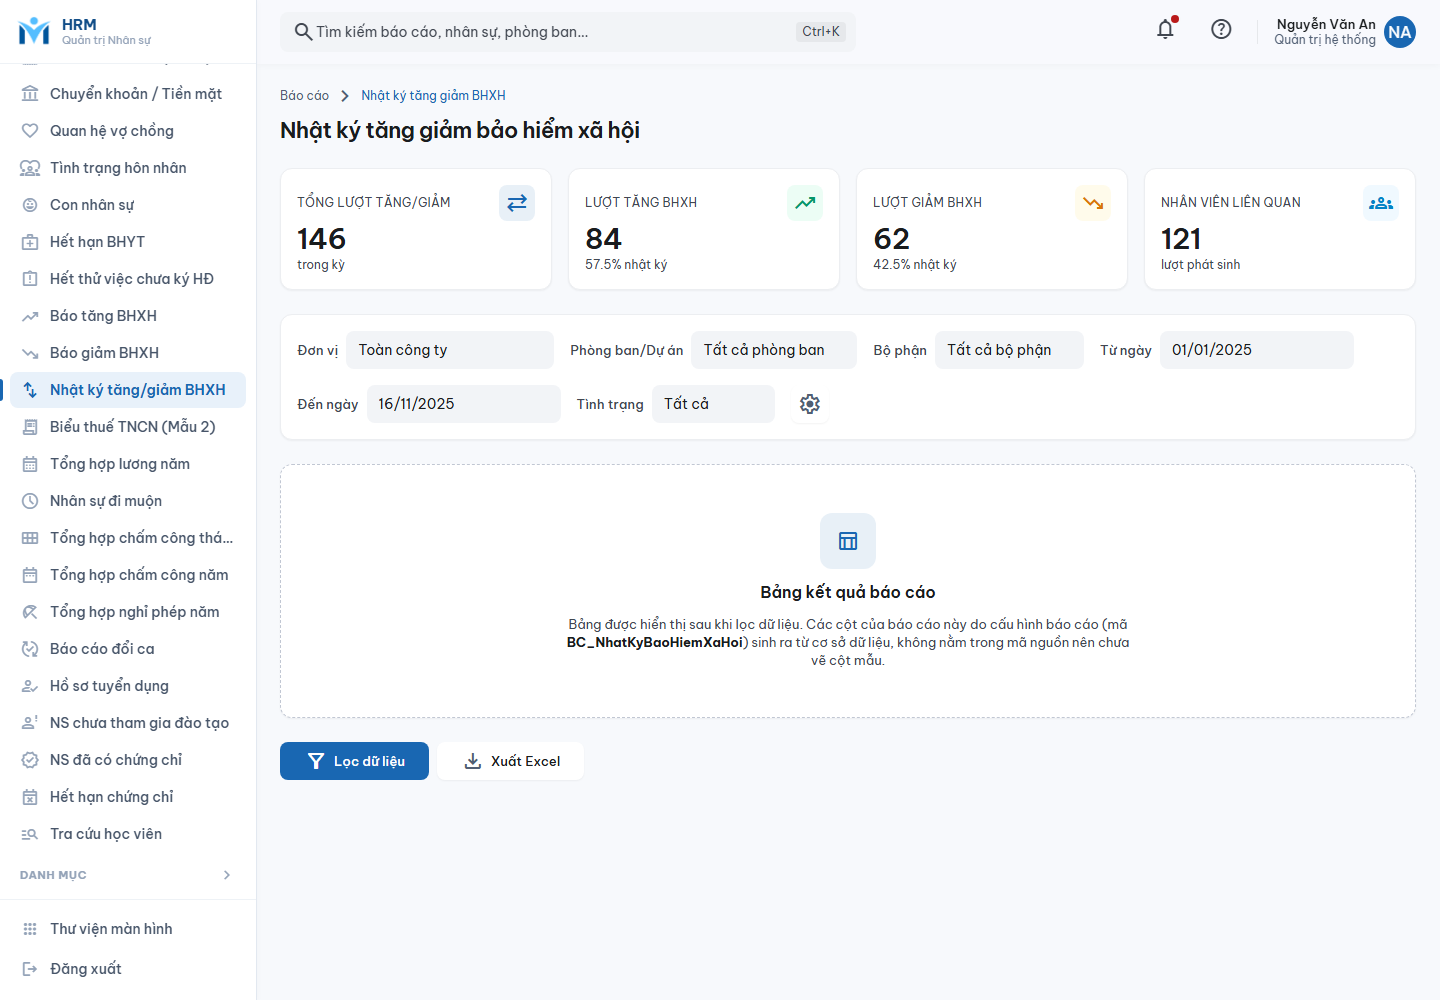 HRM
Quản trị Nhân sự
Tìm kiếm báo cáo, nhân sự, phòng ban...
Ctrl+K
Nguyễn Văn An
Quản trị hệ thống
NA
Chuyển khoản / Tiền mặt
Quan hệ vợ chồng
Tình trạng hôn nhân
Con nhân sự
Hết hạn BHYT
Hết thử việc chưa ký HĐ
Báo tăng BHXH
Báo giảm BHXH
Nhật ký tăng/giảm BHXH
Biểu thuế TNCN (Mẫu 2)
Tổng hợp lương năm
Nhân sự đi muộn
Tổng hợp chấm công thá...
Tổng hợp chấm công năm
Tổng hợp nghỉ phép năm
Báo cáo đổi ca
Hồ sơ tuyển dụng
NS chưa tham gia đào tạo
NS đã có chứng chỉ
Hết hạn chứng chỉ
Tra cứu học viên
DANH MỤC
Thư viện màn hình
Đăng xuất
Báo cáo
Nhật ký tăng giảm BHXH
Nhật ký tăng giảm bảo hiểm xã hội
TỔNG LƯỢT TĂNG/GIẢM
146
trong kỳ
LƯỢT TĂNG BHXH
84
57.5% nhật ký
LƯỢT GIẢM BHXH
62
42.5% nhật ký
NHÂN VIÊN LIÊN QUAN
121
lượt phát sinh
Đơn vị
Toàn công ty
Phòng ban/Dự án
Tất cả phòng ban
Bộ phận
Tất cả bộ phận
Từ ngày
01/01/2025
Đến ngày
16/11/2025
Tình trạng
Tất cả
Bảng kết quả báo cáo
Bảng được hiển thị sau khi lọc dữ liệu. Các cột của báo cáo này do cấu hình báo cáo (mã
BC_NhatKyBaoHiemXaHoi) sinh ra từ cơ sở dữ liệu, không nằm trong mã nguồn nên chưa
vẽ cột mẫu.
Lọc dữ liệu
Xuất Excel